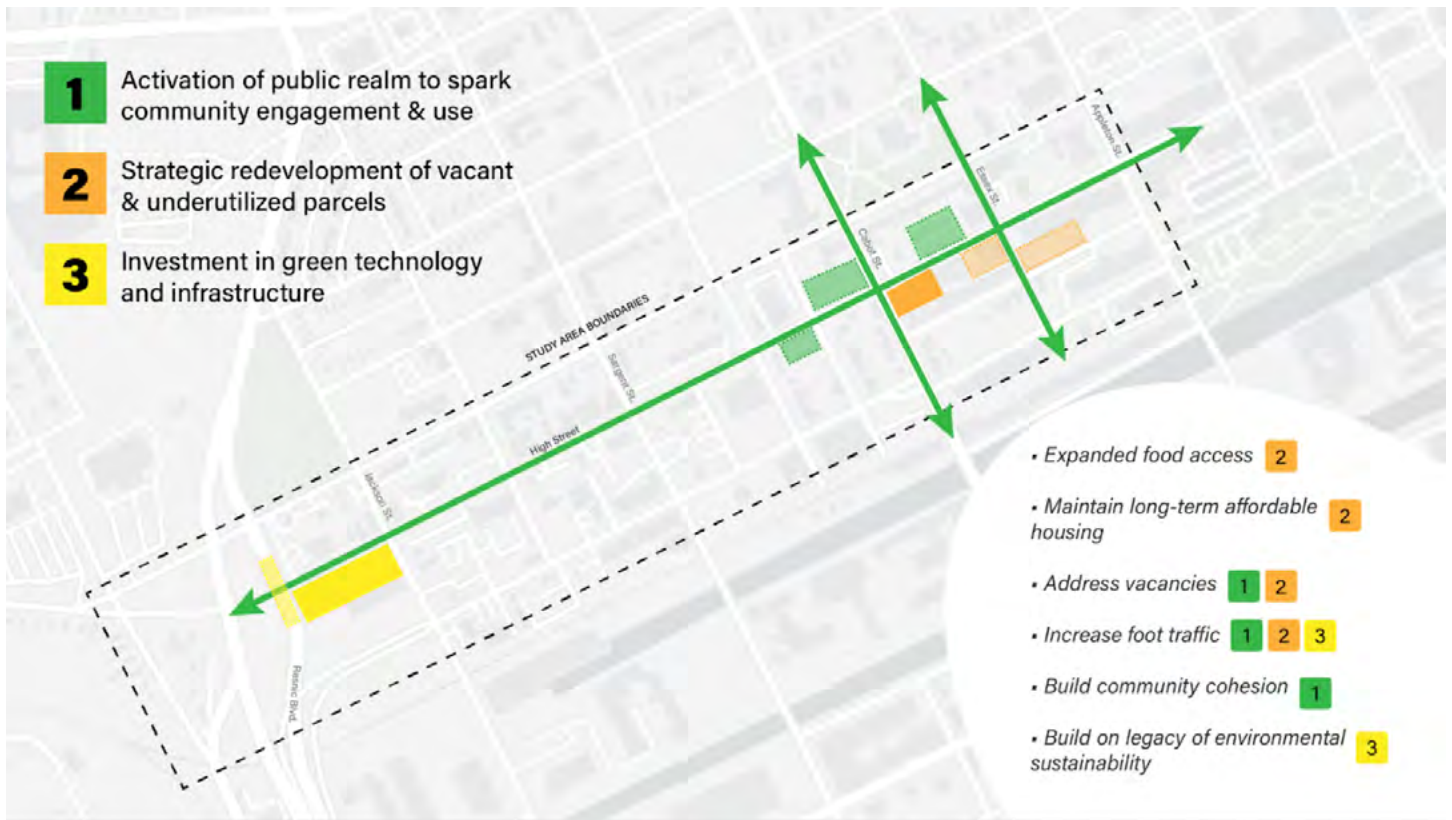 1
Activation of public realm to spark
community engagement & use
2
Strategic redevelopment of vacant
& underutilized parcels
3
Investment in green technology
and infrastructure
Appleton St.
Essex St.
Cabot St.
STUDY AREA BOUNDARIES
Sargent St.
High Street
Jackson St.
Resnic Blvd.
• Expanded food access 2
• Maintain long-term affordable
housing 2
• Address vacancies 1 2
• Increase foot traffic 1 2 3
• Build community cohesion 1
• Build on legacy of environmental
sustainability 3